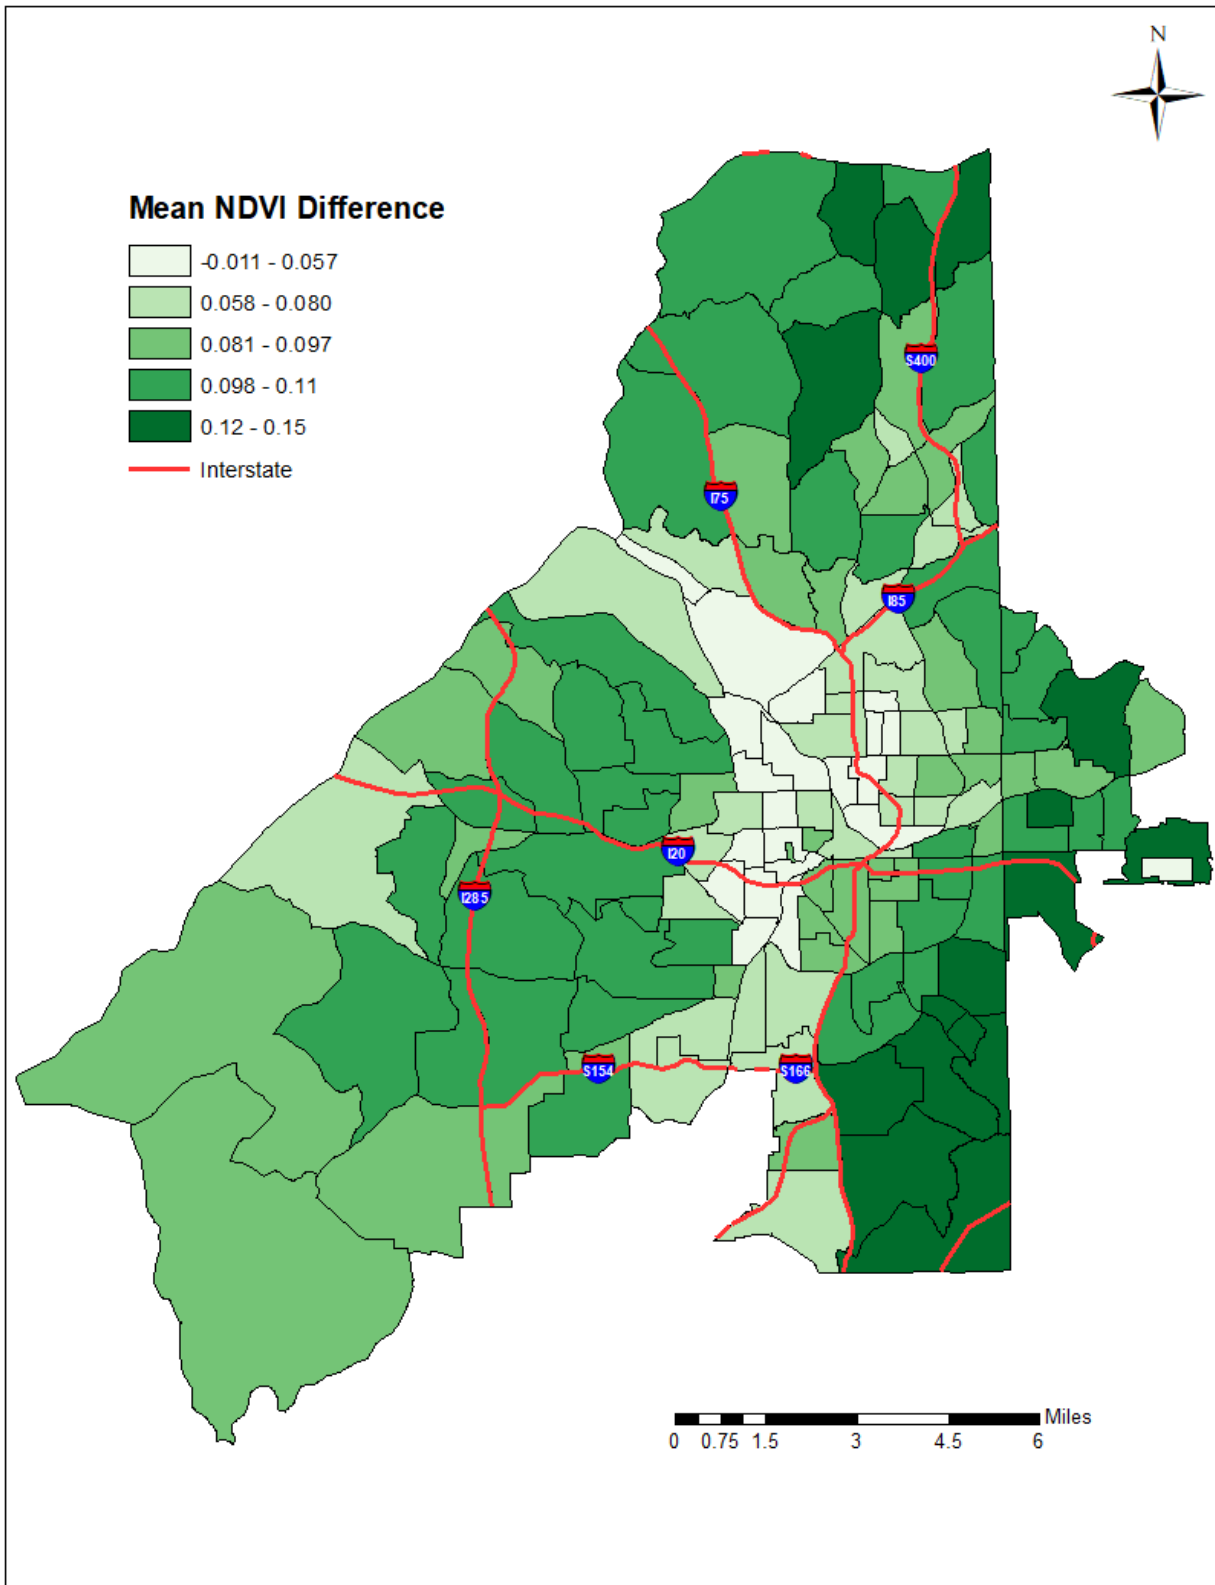 N
Mean NDVI Difference
-0.011 - 0.057
0.058 - 0.080
0.081 - 0.097
0.098 - 0.11
0.12 - 0.15
Interstate
S400
I75
I85
I20
I285
S154
S166
Miles
0 0.75 1.5 3 4.5 6